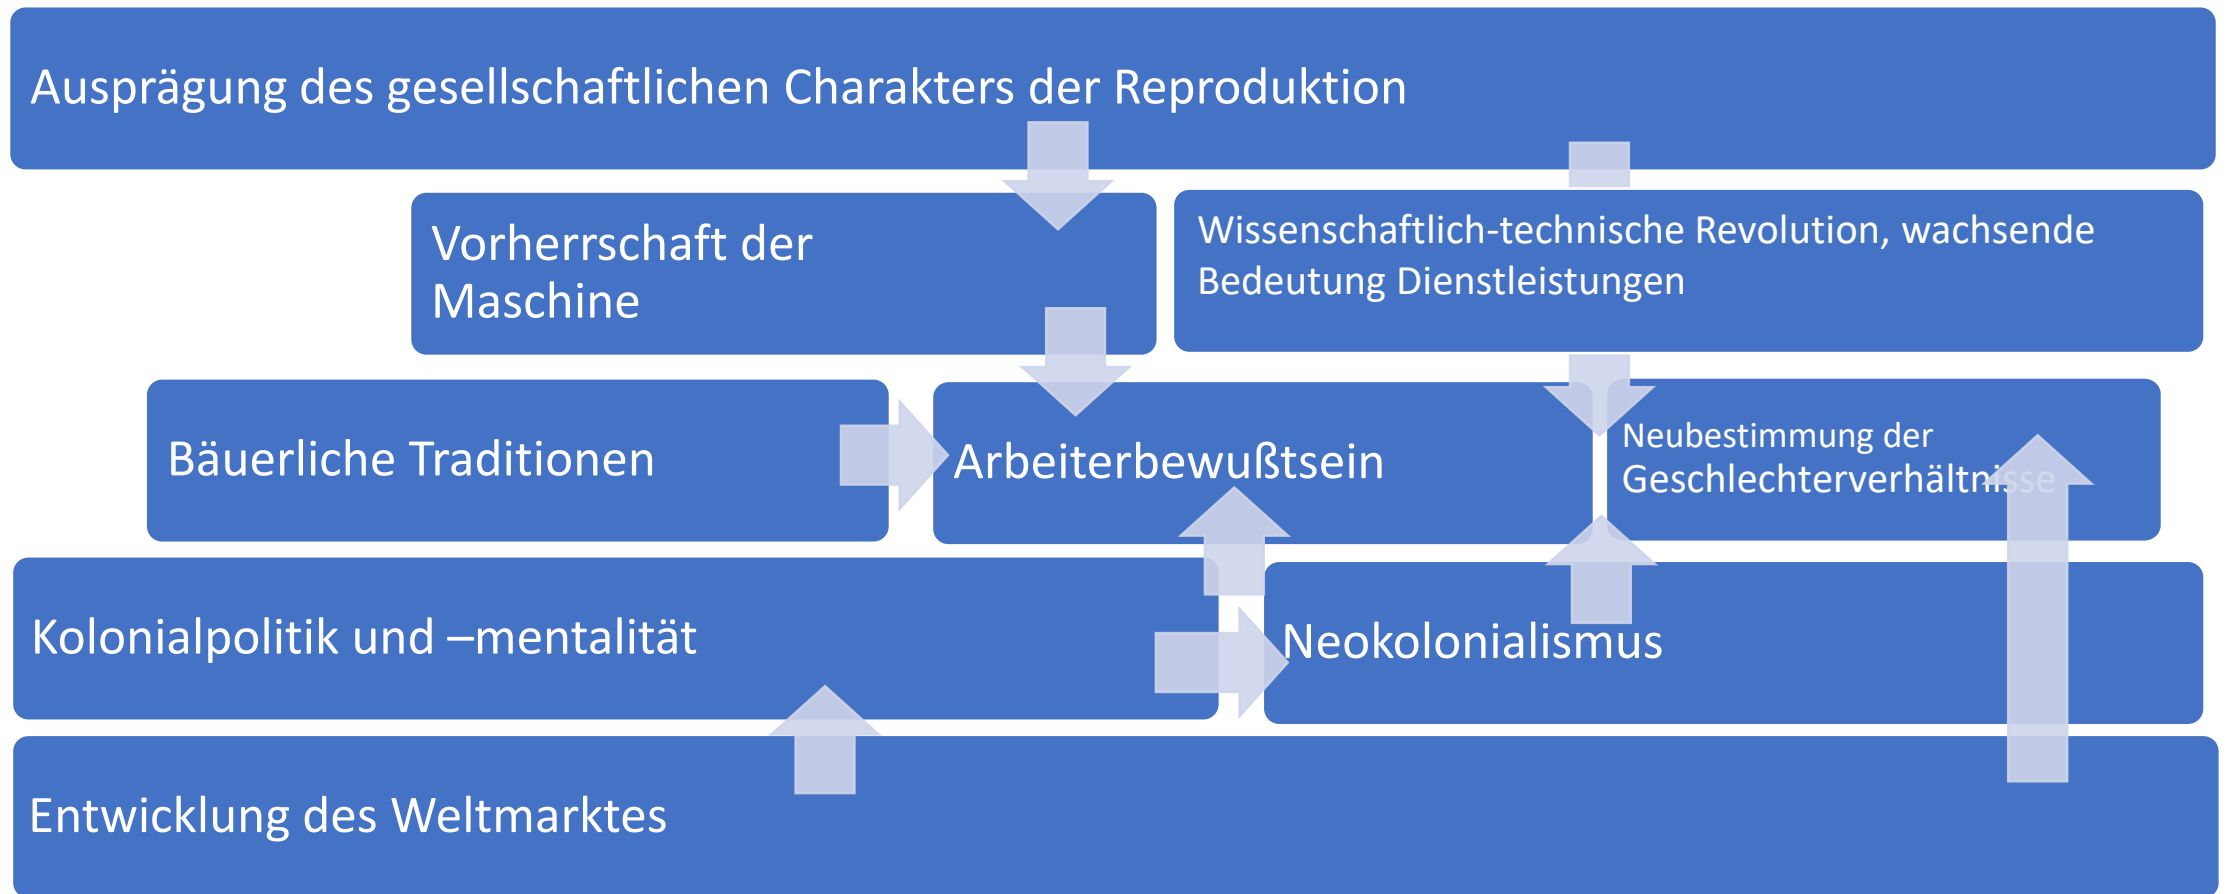 Ausprägung des gesellschaftlichen Charakters der Reproduktion
Vorherrschaft der
Maschine
Wissenschaftlich-technische Revolution, wachsende
Bedeutung Dienstleistungen
Bäuerliche Traditionen
Arbeiterbewußtsein
Neubestimmung der
Geschlechterverhältnisse
Kolonialpolitik und –mentalität
Neokolonialismus
Entwicklung des Weltmarktes